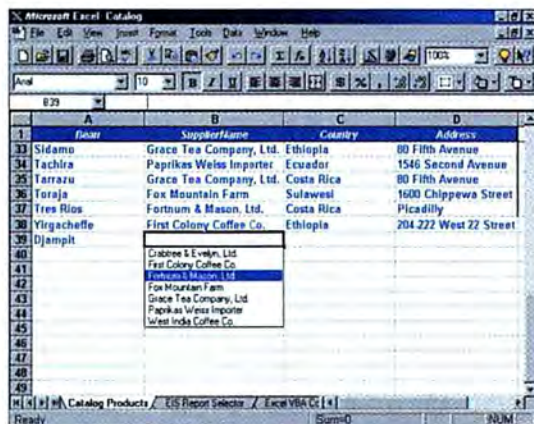 Microsoft Excel Catalog
File Edit View Insert Format Tools Data Window Help
100%
Arial 10 B I U $ % ,
B39
A B C D
1 Bean SupplierName Country Address
33 Sidamo Grace Tea Company, Ltd. Ethiopia 80 Fifth Avenue
34 Tachira Paprikas Weiss Importer Ecuador 1546 Second Avenue
35 Tarrazu Grace Tea Company, Ltd. Costa Rica 80 Fifth Avenue
36 Toraja Fox Mountain Farm Sulawesi 1600 Chippewa Street
37 Tres Rios Fortnum & Mason, Ltd. Costa Rica Picadilly
38 Yirgacheffe First Colony Coffee Co. Ethiopia 204-222 West 22 Street
39 Djampit
40 Crabtree & Evelyn, Ltd.
41 First Colony Coffee Co.
Fortnum & Mason, Ltd.
42 Fox Mountain Farm
43 Grace Tea Company, Ltd.
44 Paprikas Weiss Importer
45 West India Coffee Co.
46
47
48
49
Catalog Products / EIS Report Selector / Excel VBA Co
Ready Sum=0 NUM